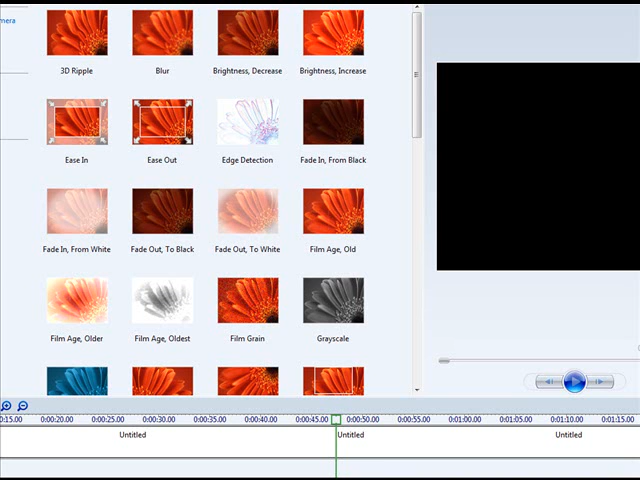 mera
3D Ripple Blur Brightness, Decrease Brightness, Increase
Ease In Ease Out Edge Detection Fade In, From Black
Fade In, From White Fade Out, To Black Fade Out, To White Film Age, Old
Film Age, Older Film Age, Oldest Film Grain Grayscale
0:15.00 0:00:20.00 0:00:25.00 0:00:30.00 0:00:35.00 0:00:40.00 0:00:45.00 0:00:50.00 0:00:55.00 0:01:00.00 0:01:05.00 0:01:10.00 0:01:15.00
Untitled Untitled Untitled